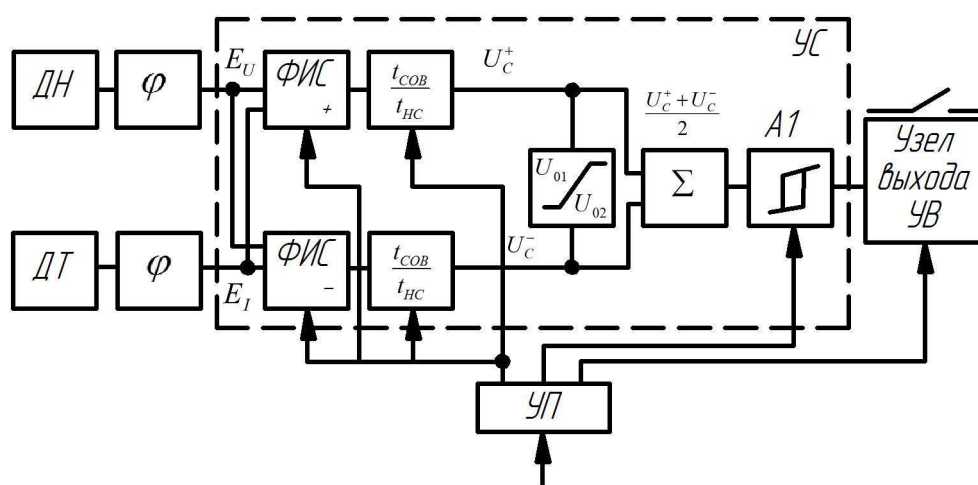 УС
ДН
φ
E_U
ФИС
+
t_СОВ
t_НС
U_C^+
U_C^+ + U_C^-
2
A1
U_01
U_02
Σ
Узел
выхода
УВ
ДТ
φ
E_I
ФИС
−
t_СОВ
t_НС
U_C^-
УП